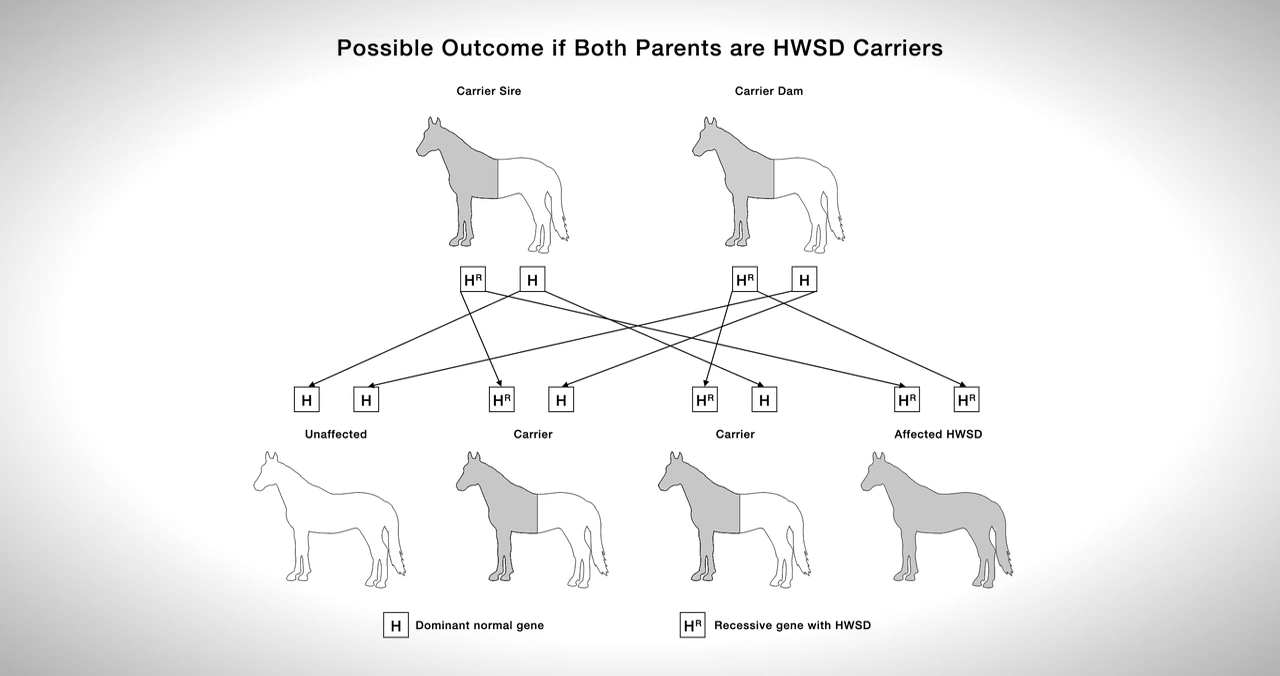 Possible Outcome if Both Parents are HWSD Carriers
Carrier Sire
Carrier Dam
Hᴿ H Hᴿ H
H H Hᴿ H Hᴿ H Hᴿ Hᴿ
Unaffected
Carrier
Carrier
Affected HWSD
H Dominant normal gene
Hᴿ Recessive gene with HWSD